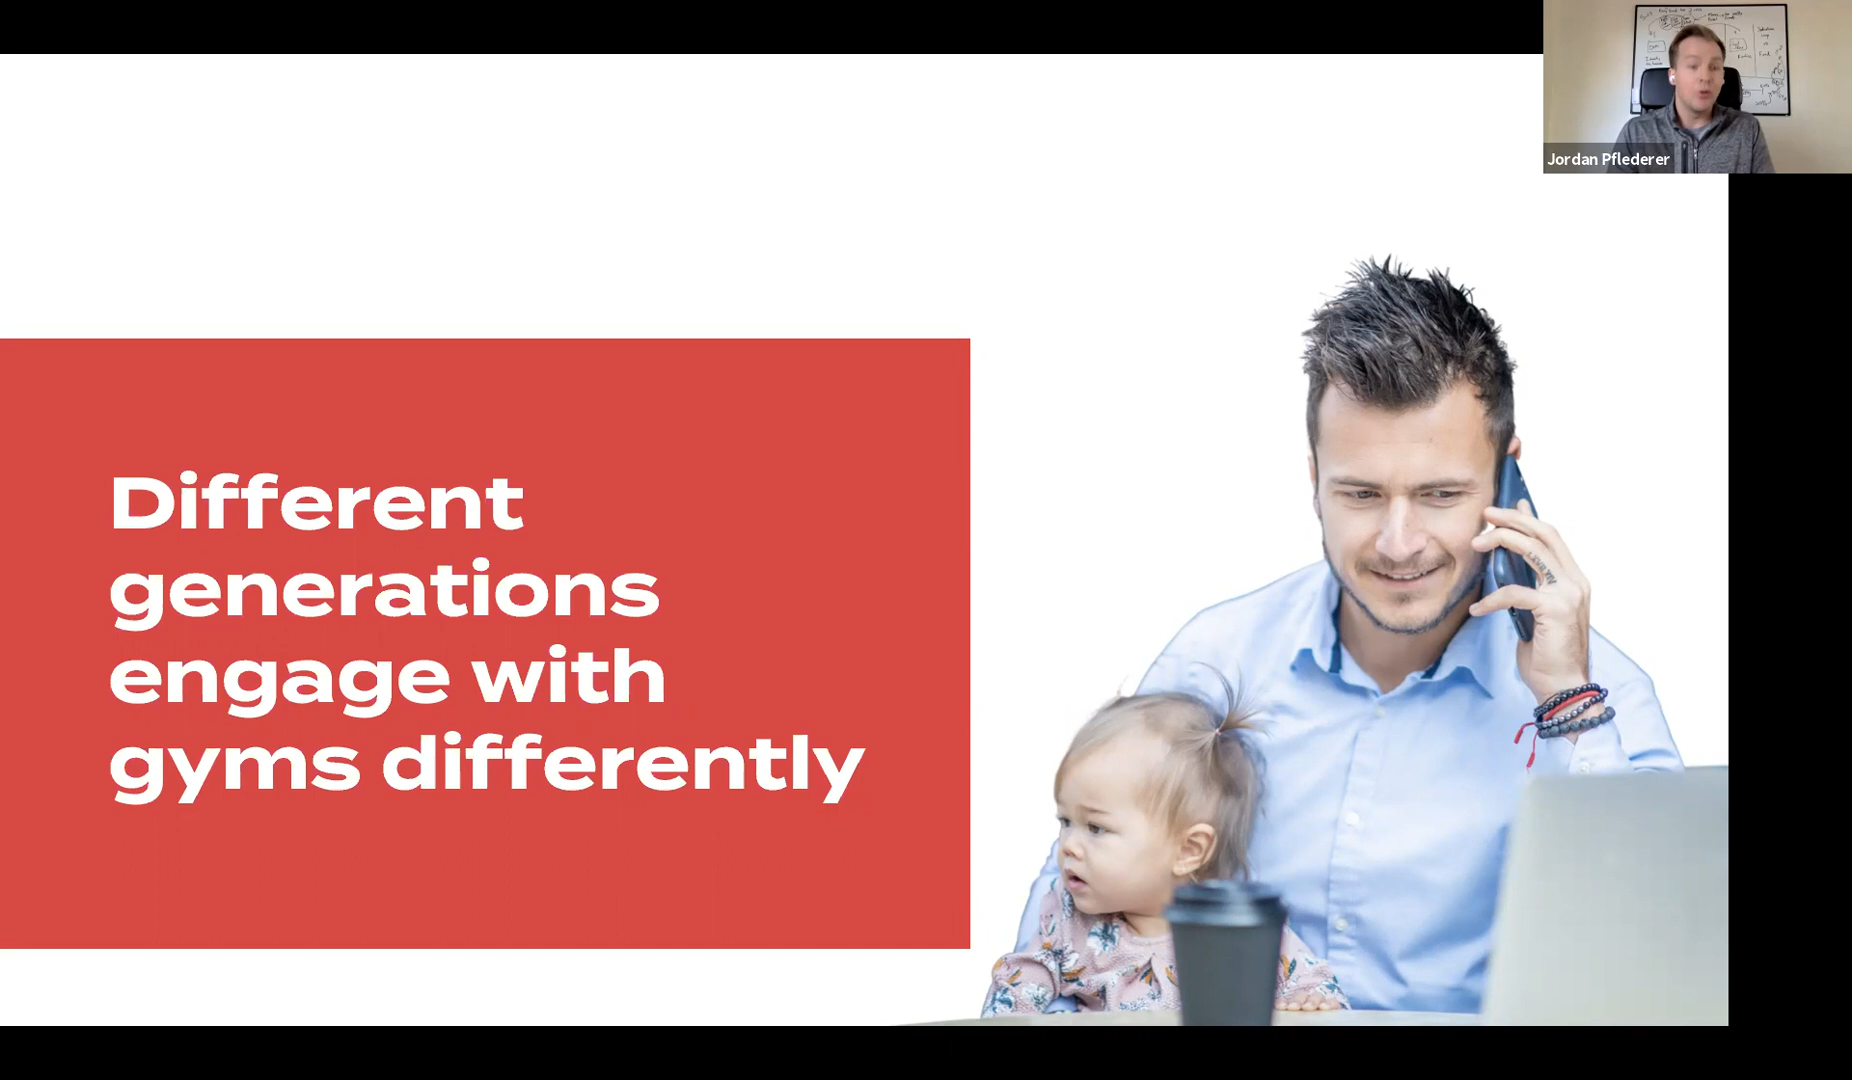 Jordan Pflederer
Different
generations
engage with
gyms differently